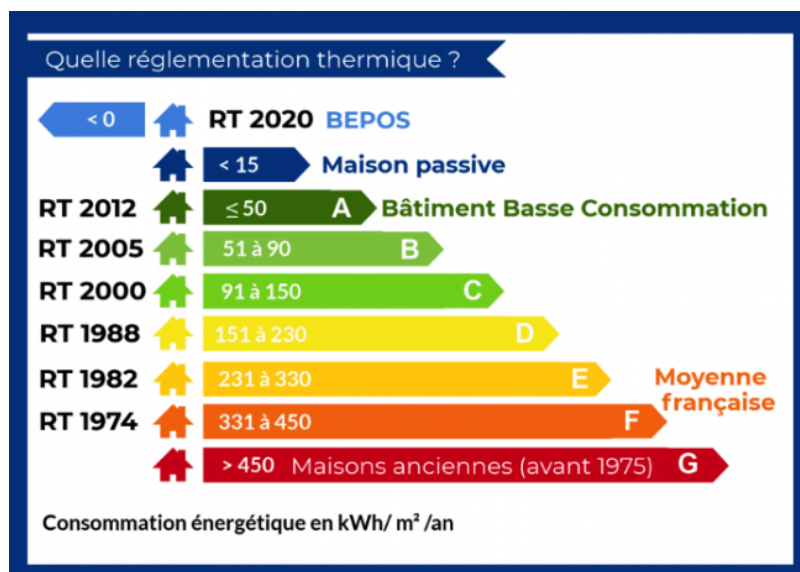 Quelle réglementation thermique ?
< 0 RT 2020 BEPOS
< 15 Maison passive
RT 2012 ≤ 50 A Bâtiment Basse Consommation
RT 2005 51 à 90 B
RT 2000 91 à 150 C
RT 1988 151 à 230 D
RT 1982 231 à 330 E Moyenne
française
RT 1974 331 à 450 F
> 450 Maisons anciennes (avant 1975) G
Consommation énergétique en kWh/ m² /an